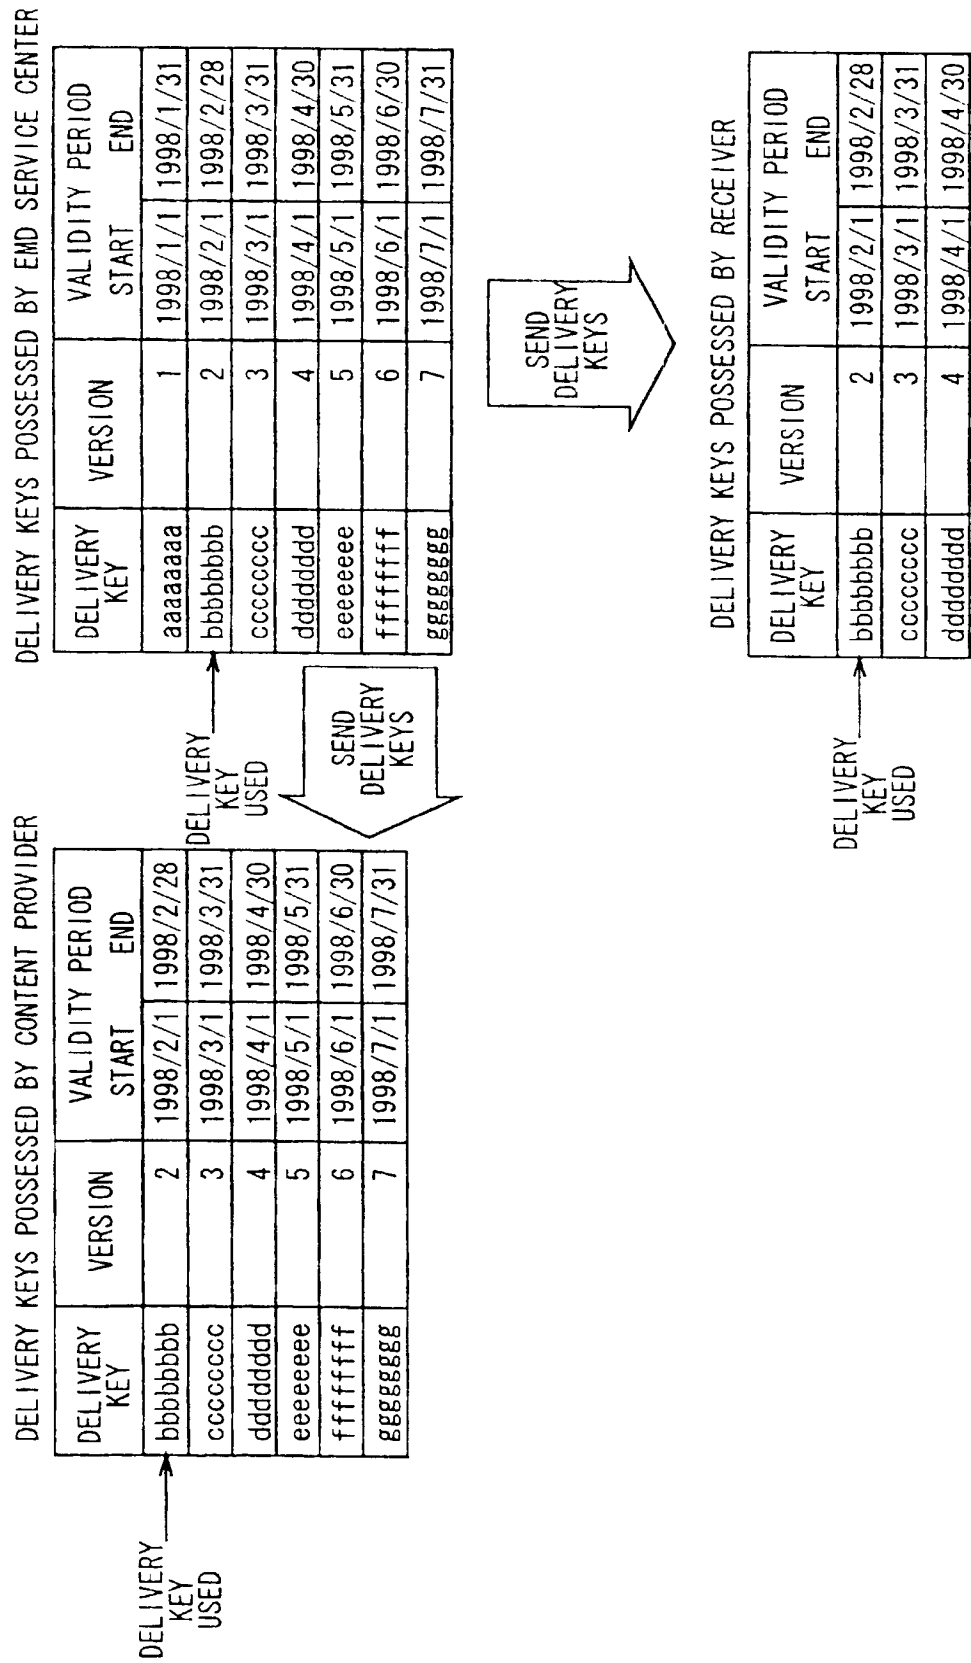 DELIVERY KEYS POSSESSED BY CONTENT PROVIDER
DELIVERY KEY VERSION VALIDITY PERIOD
START END
bbbbbbbb 2 1998/2/1 1998/2/28
cccccccc 3 1998/3/1 1998/3/31
dddddddd 4 1998/4/1 1998/4/30
eeeeeeee 5 1998/5/1 1998/5/31
ffffffff 6 1998/6/1 1998/6/30
gggggggg 7 1998/7/1 1998/7/31
DELIVERY
KEY
USED
DELIVERY KEYS POSSESSED BY EMD SERVICE CENTER
DELIVERY KEY VERSION VALIDITY PERIOD
START END
aaaaaaaa 1 1998/1/1 1998/1/31
bbbbbbbb 2 1998/2/1 1998/2/28
cccccccc 3 1998/3/1 1998/3/31
dddddddd 4 1998/4/1 1998/4/30
eeeeeeee 5 1998/5/1 1998/5/31
ffffffff 6 1998/6/1 1998/6/30
gggggggg 7 1998/7/1 1998/7/31
DELIVERY
KEY
USED
SEND
DELIVERY
KEYS
SEND
DELIVERY
KEYS
DELIVERY KEYS POSSESSED BY RECEIVER
DELIVERY KEY VERSION VALIDITY PERIOD
START END
bbbbbbbb 2 1998/2/1 1998/2/28
cccccccc 3 1998/3/1 1998/3/31
dddddddd 4 1998/4/1 1998/4/30
DELIVERY
KEY
USED